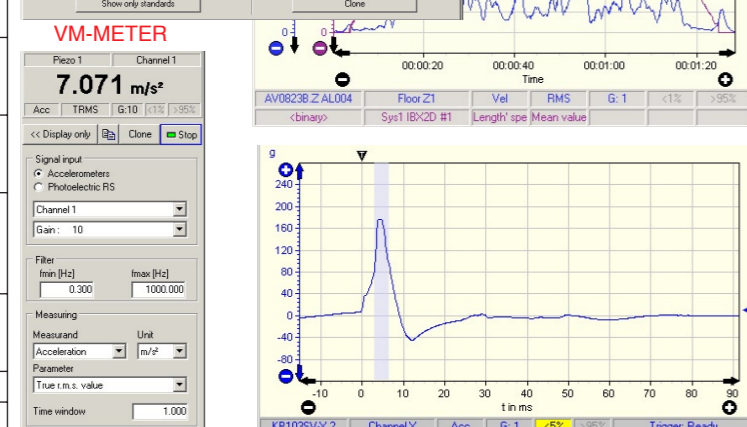 Show only standards
Clone
VM-METER
Piezo 1 Channel 1
7.071 m/s²
Acc TRMS G:10 <1% >95%
<< Display only Clone Stop
Signal input
Accelerometers
Photoelectric RS
Channel 1
Gain : 10
Filter
fmin [Hz] fmax [Hz]
0.300 1000.000
Measuring
Measurand Unit
Acceleration m/s²
Parameter
True r.m.s. value
Time window 1.000
0 0
00:00:20 00:00:40 00:01:00 00:01:20
Time
AV0823B.Z AL004 Floor Z1 Vel RMS G: 1 <1% >95%
<binary> Sys1 IBX2D #1 Length' spe Mean value
g
240
200
160
120
80
40
0
-40
-80
-10 0 10 20 30 40 50 60 70 80 90
t in ms
KB102SV-Y 2 Channel Y Acc G: 1 <5% >95% Trigger: Ready